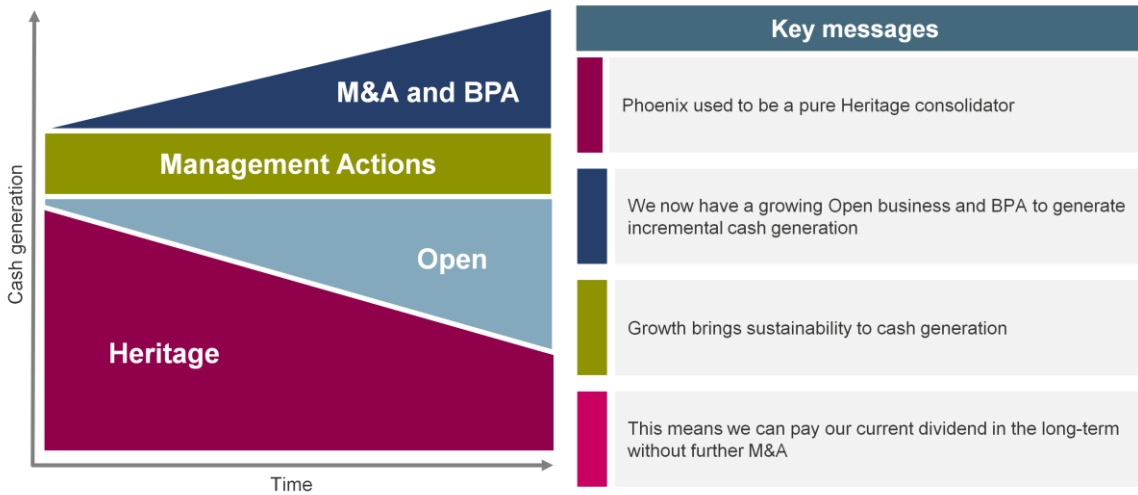 Cash generation
M&A and BPA
Management Actions
Open
Heritage
Time
Key messages
Phoenix used to be a pure Heritage consolidator
We now have a growing Open business and BPA to generate
incremental cash generation
Growth brings sustainability to cash generation
This means we can pay our current dividend in the long-term
without further M&A